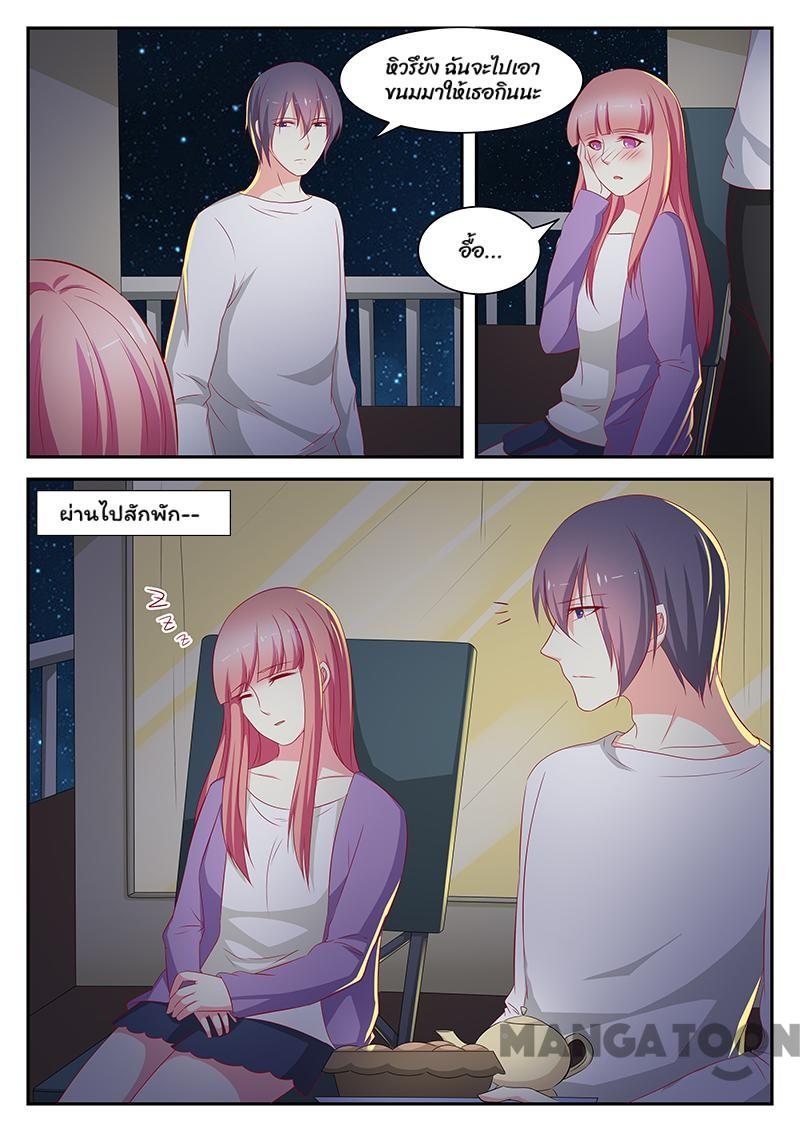 หิวรึยัง ฉันจะไปเอา
ขนมมาให้เธอกินนะ
อื้อ...
ผ่านไปสักพัก--
z z z z
MANGATOON